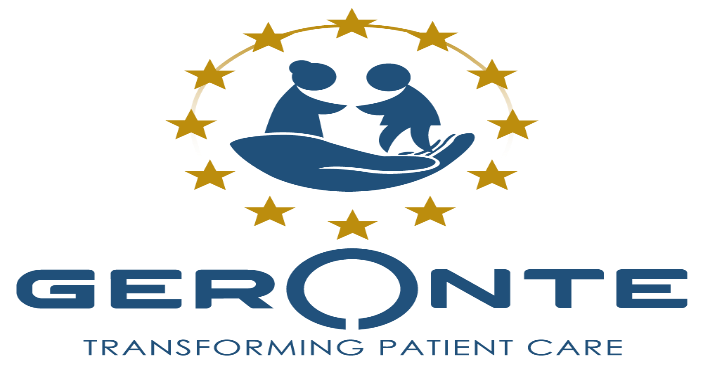 GERONTE
TRANSFORMING PATIENT CARE